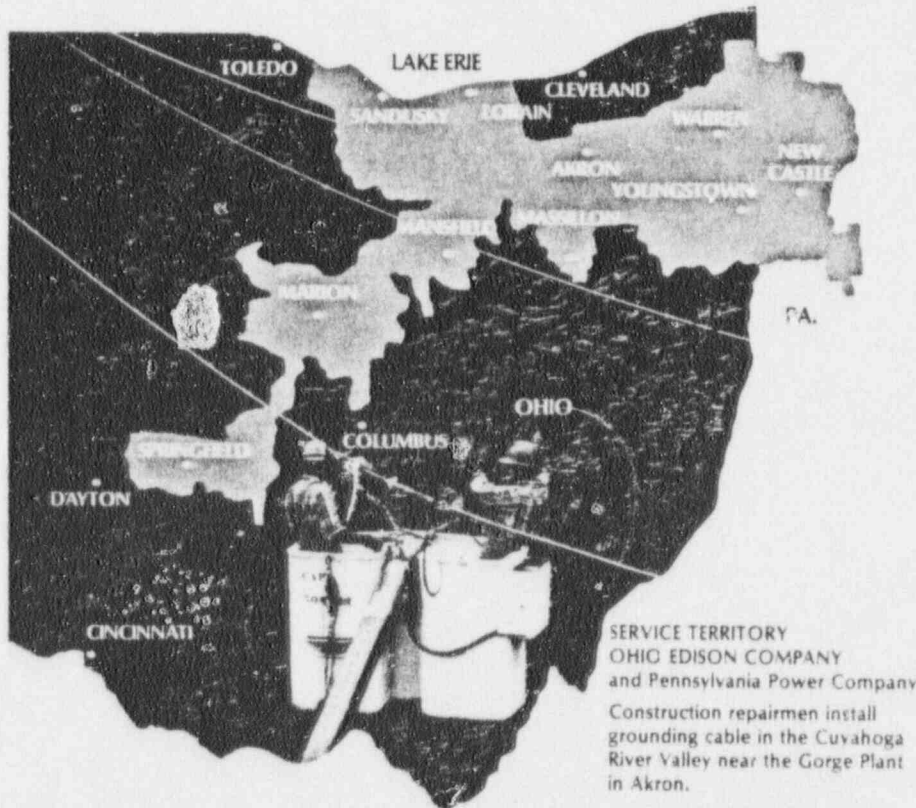 TOLEDO
LAKE ERIE
CLEVELAND
SANDUSKY
LORAIN
WARREN
NEW
CASTLE
AKRON
YOUNGSTOWN
MANSFIELD
MASSILLON
MARION
PA.
OHIO
COLUMBUS
SPRINGFIELD
DAYTON
CINCINNATI
SERVICE TERRITORY
OHIO EDISON COMPANY
and Pennsylvania Power Company
Construction repairmen install
grounding cable in the Cuyahoga
River Valley near the Gorge Plant
in Akron.